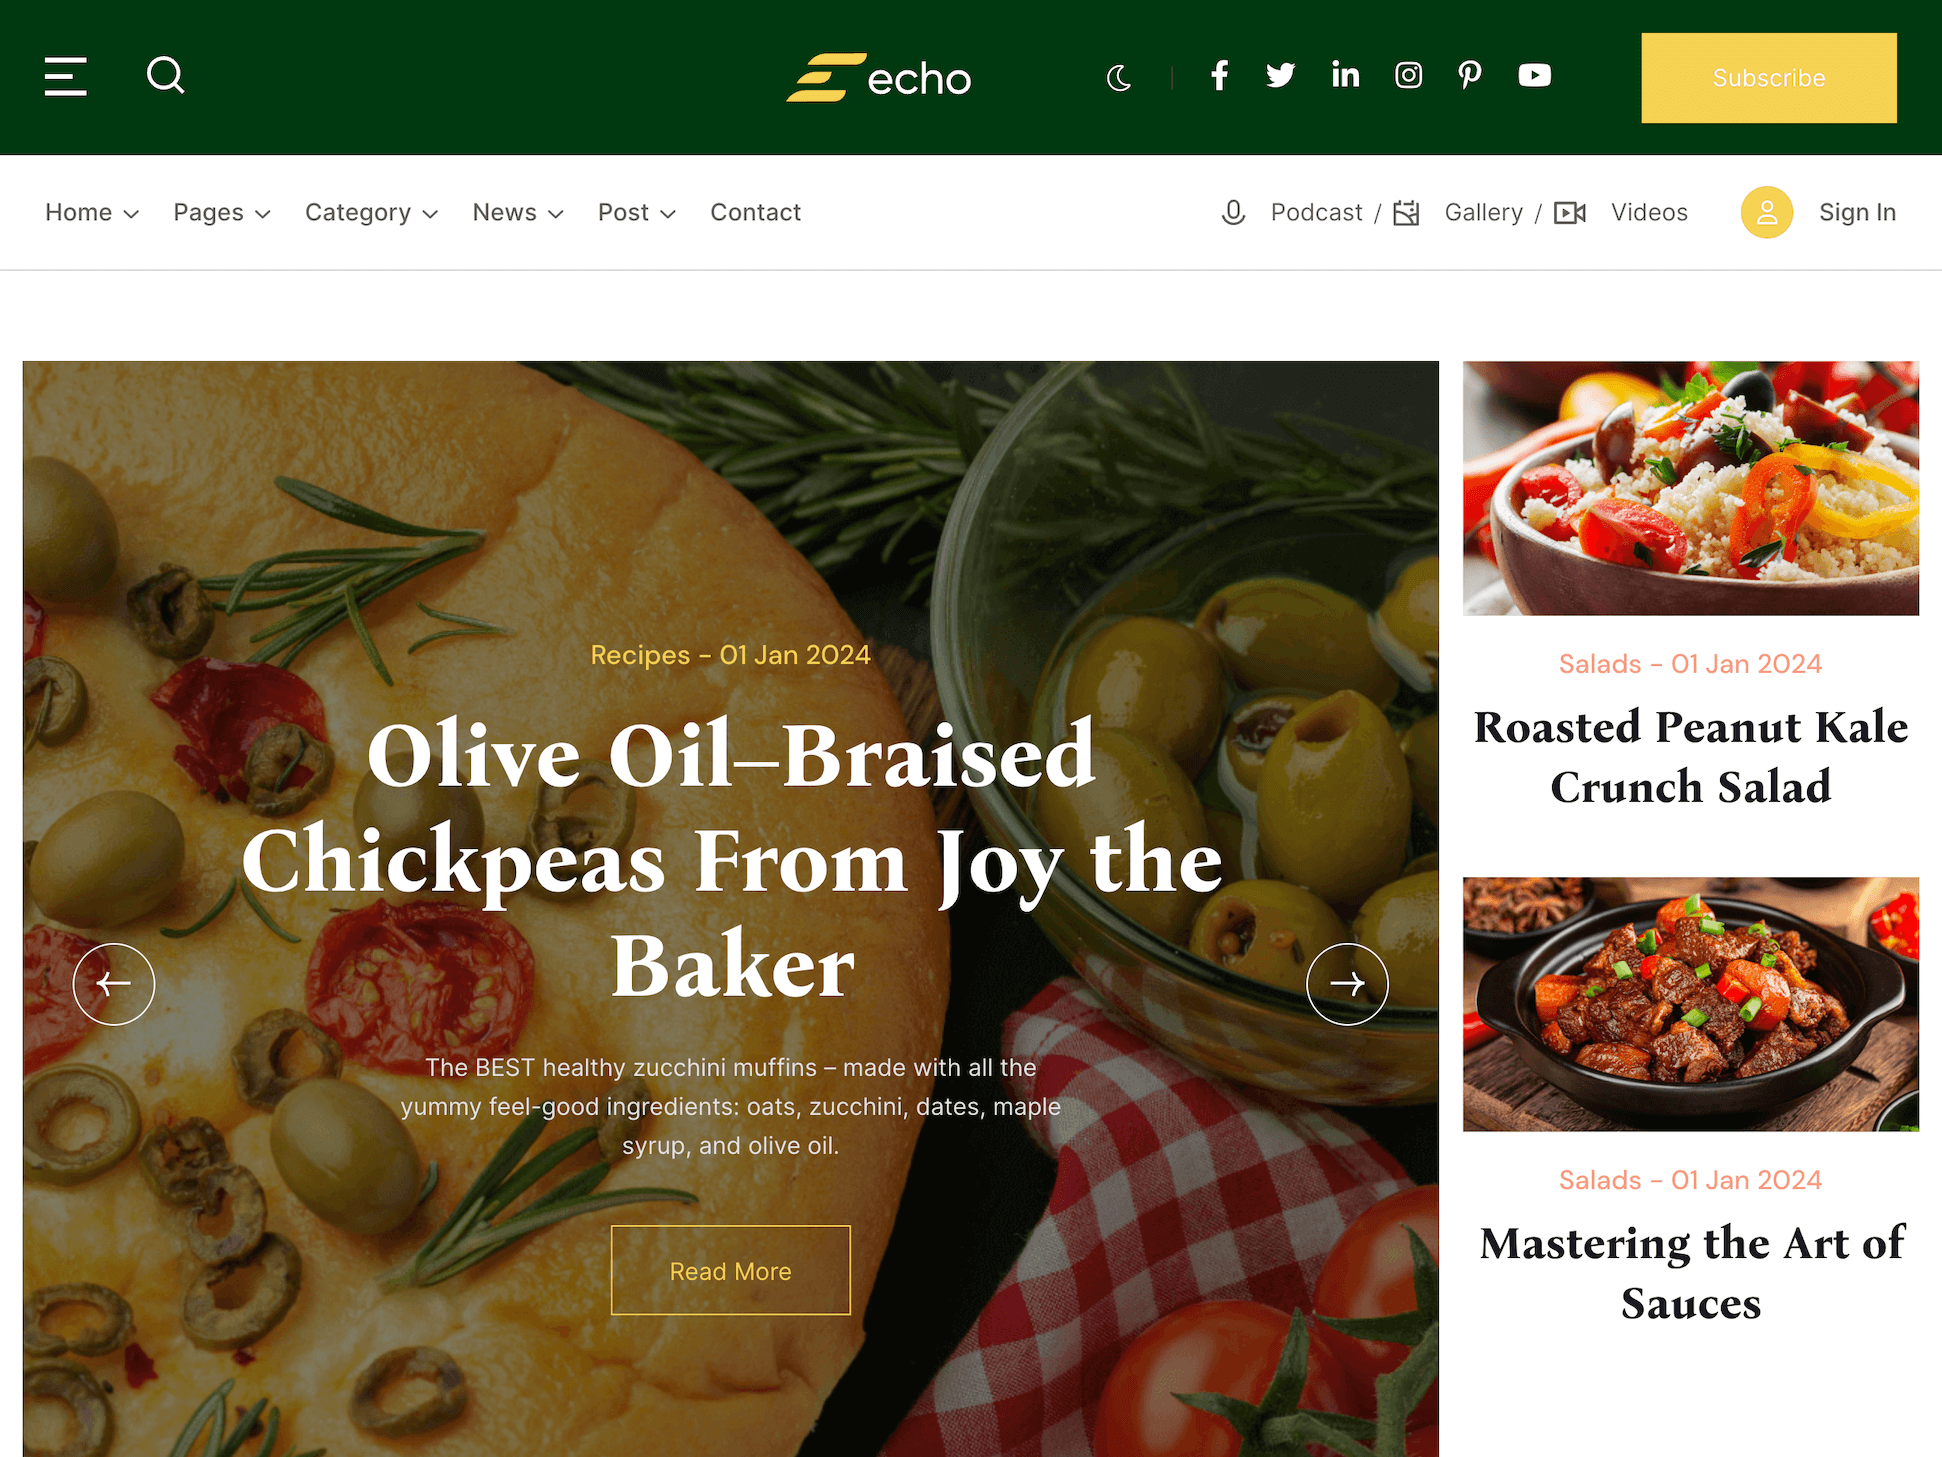 echo
Subscribe
Home Pages Category News Post Contact
Podcast / Gallery / Videos Sign In
Recipes - 01 Jan 2024
Olive Oil–Braised
Chickpeas From Joy the
Baker
The BEST healthy zucchini muffins – made with all the
yummy feel-good ingredients: oats, zucchini, dates, maple
syrup, and olive oil.
Read More
Salads - 01 Jan 2024
Roasted Peanut Kale
Crunch Salad
Salads - 01 Jan 2024
Mastering the Art of
Sauces